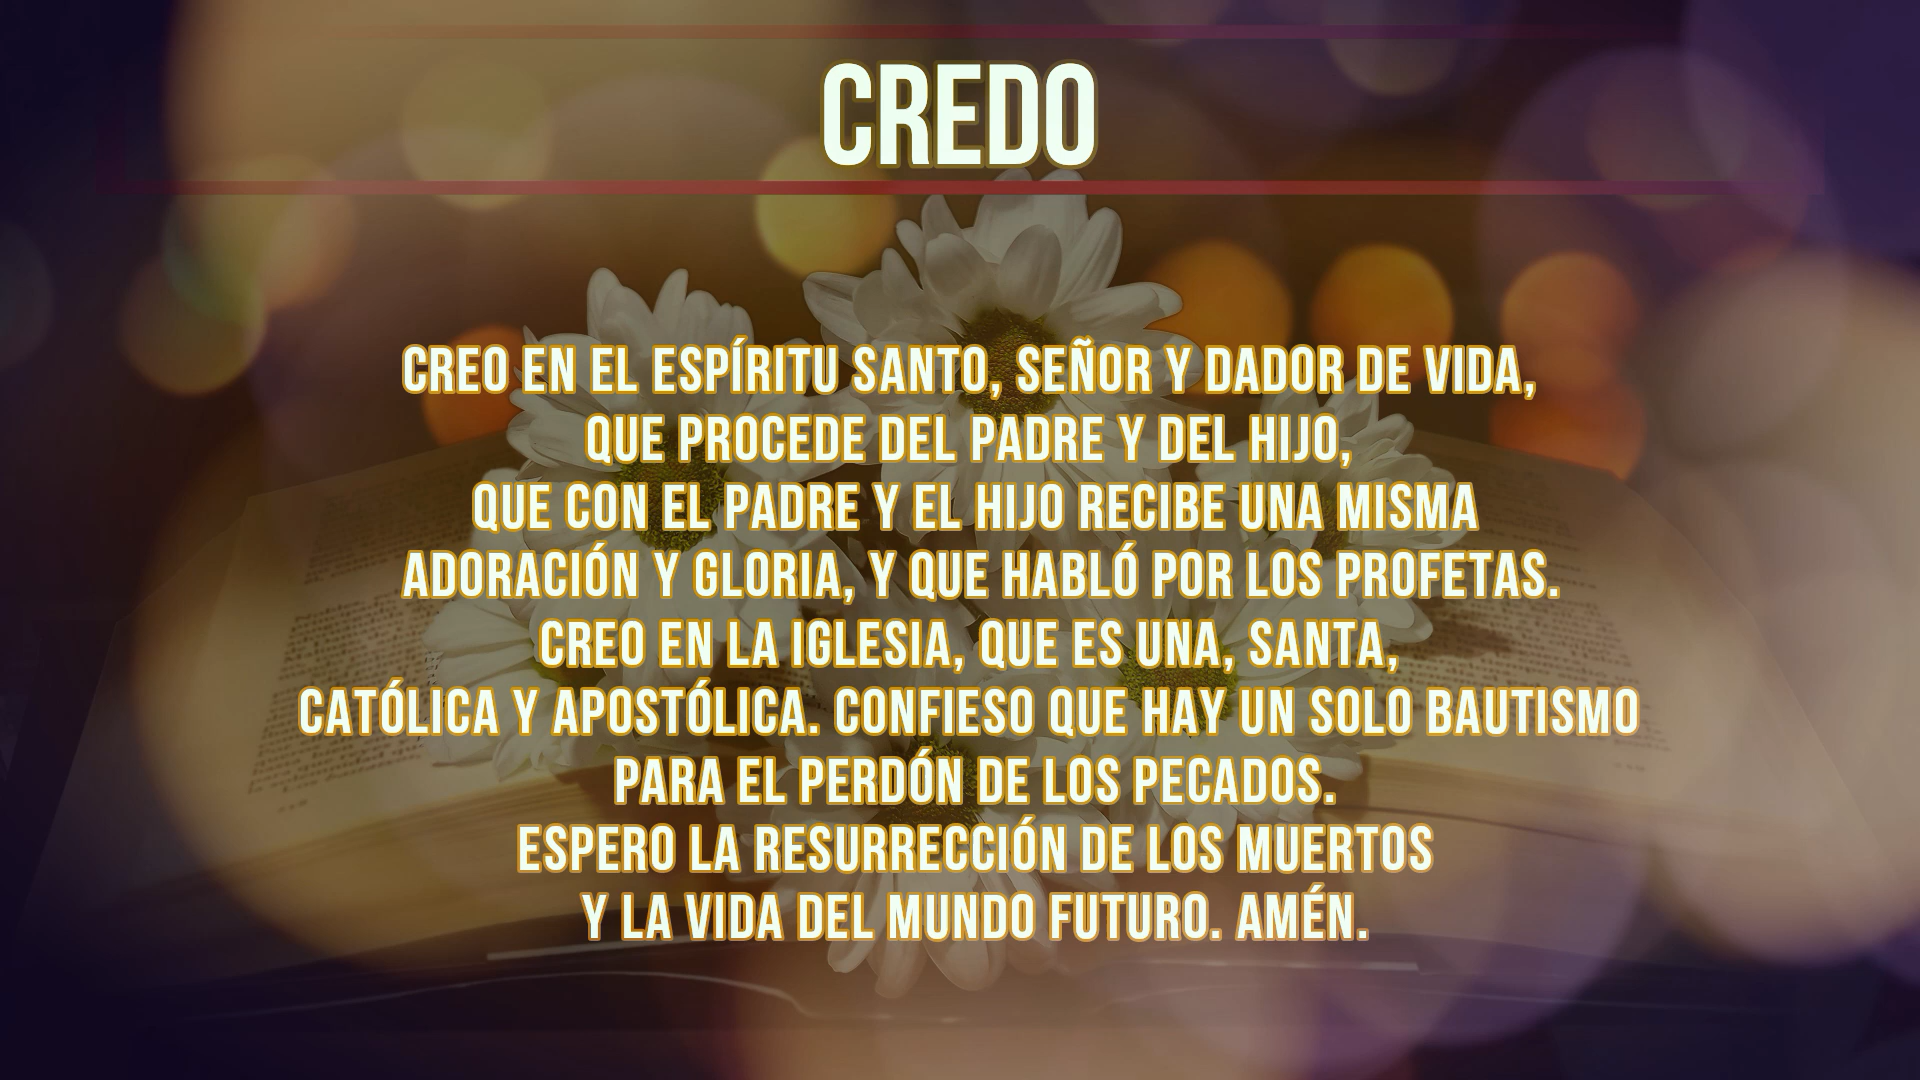 CREDO
CREO EN EL ESPÍRITU SANTO, SEÑOR Y DADOR DE VIDA,
QUE PROCEDE DEL PADRE Y DEL HIJO,
QUE CON EL PADRE Y EL HIJO RECIBE UNA MISMA
ADORACIÓN Y GLORIA, Y QUE HABLÓ POR LOS PROFETAS.
CREO EN LA IGLESIA, QUE ES UNA, SANTA,
CATÓLICA Y APOSTÓLICA. CONFIESO QUE HAY UN SOLO BAUTISMO
PARA EL PERDÓN DE LOS PECADOS.
ESPERO LA RESURRECCIÓN DE LOS MUERTOS
Y LA VIDA DEL MUNDO FUTURO. AMÉN.